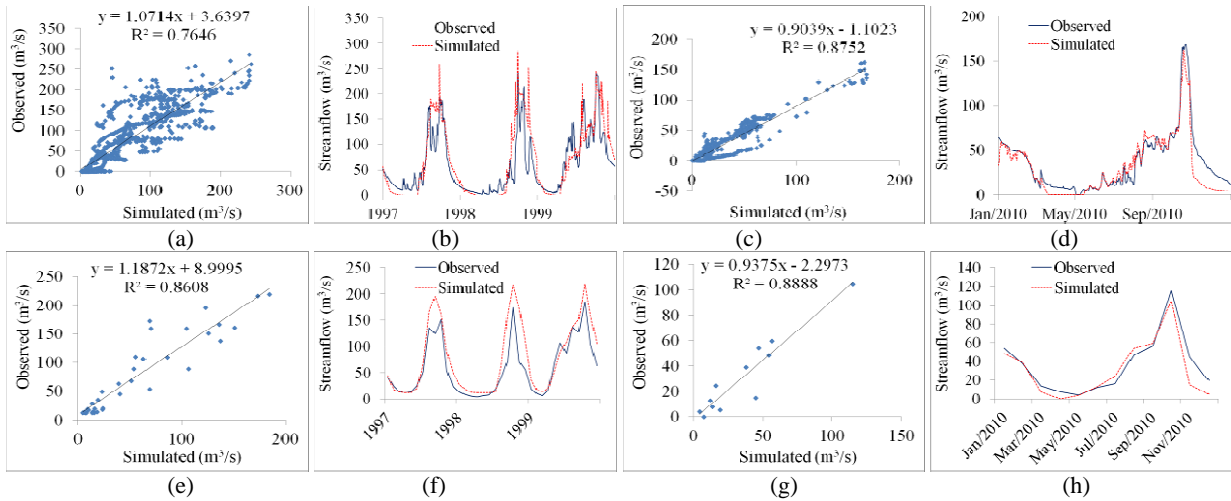 y = 1.0714x + 3.6397
R² = 0.7646
Observed (m³/s)
350
300
250
200
150
100
50
0
0 100 200 300
Simulated (m³/s)
(a)
Observed
Simulated
Streamflow (m³/s)
350
300
250
200
150
100
50
0
1997 1998 1999
(b)
y = 0.9039x - 1.1023
R² = 0.8752
Observed (m³/s)
200
150
100
50
0
-50
0 100 200
Simulated (m³/s)
(c)
Observed
Simulated
Streamflow (m³/s)
200
150
100
50
0
Jan/2010 May/2010 Sep/2010
(d)
y = 1.1872x + 8.9995
R² = 0.8608
Observed (m³/s)
250
200
150
100
50
0
0 100 200
Simulated (m³/s)
(e)
Observed
Simulated
Streamflow (m³/s)
250
200
150
100
50
0
1997 1998 1999
(f)
y = 0.9375x - 2.2973
R² = 0.8888
Observed (m³/s)
120
100
80
60
40
20
0
0 50 100 150
Simulated (m³/s)
(g)
Observed
Simulated
Streamflow (m³/s)
140
120
100
80
60
40
20
0
Jan/2010 Mar/2010 May/2010 Jul/2010 Sep/2010 Nov/2010
(h)